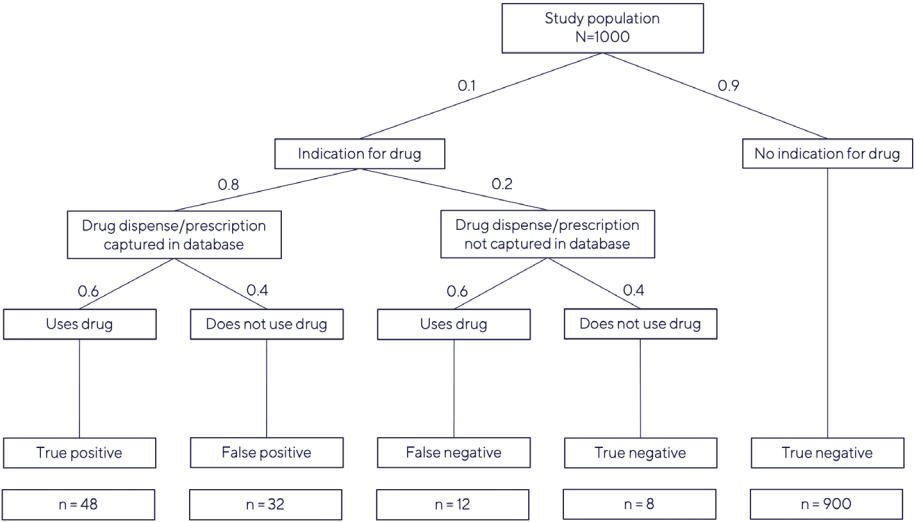 Study population
N=1000
0.1
0.9
Indication for drug
No indication for drug
0.8
0.2
Drug dispense/prescription
captured in database
Drug dispense/prescription
not captured in database
0.6
0.4
0.6
0.4
Uses drug
Does not use drug
Uses drug
Does not use drug
True positive
False positive
False negative
True negative
True negative
n = 48
n = 32
n = 12
n = 8
n = 900